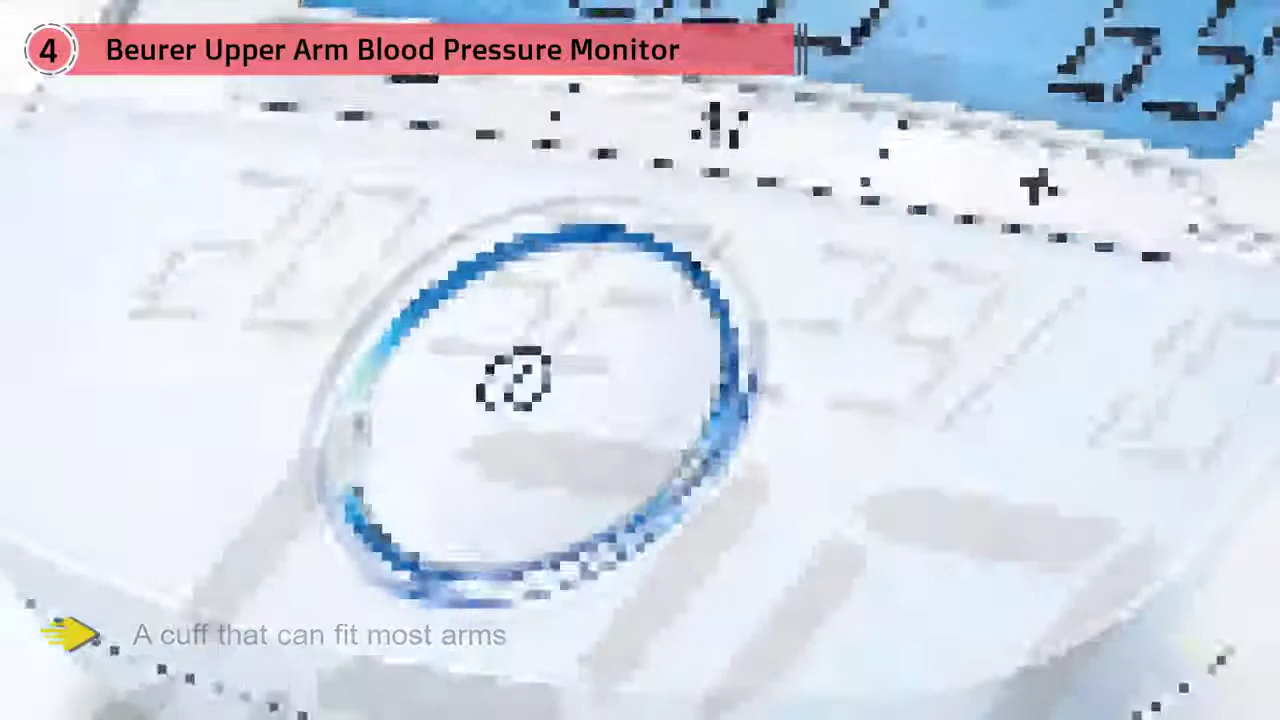 4
Beurer Upper Arm Blood Pressure Monitor
A cuff that can fit most arms